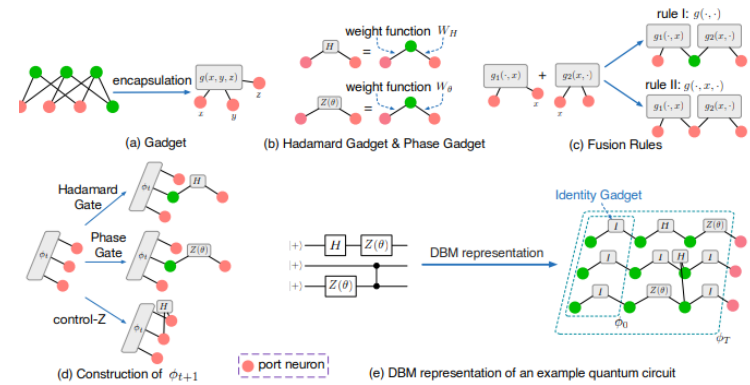 encapsulation
g(x, y, z)
x
y
z
(a) Gadget
weight function W_H
H
=
weight function W_θ
Z(θ)
=
(b) Hadamard Gadget & Phase Gadget
g₁(·, x)
+
g₂(x, ·)
x
x
rule I: g(·, ·)
g₁(·, x)
g₂(x, ·)
rule II: g(·, x, ·)
g₁(·, x)
g₂(x, ·)
(c) Fusion Rules
Hadamard
Gate
ϕ_t
H
Phase
Gate
ϕ_t
ϕ_t
Z(θ)
control-Z
ϕ_t
H
(d) Construction of ϕ_{t+1}
port neuron
|+⟩
H
Z(θ)
|+⟩
|+⟩
Z(θ)
DBM representation
Identity Gadget
I
H
Z(θ)
I
I
H
I
I
Z(θ)
I
ϕ₀
ϕ_T
(e) DBM representation of an example quantum circuit